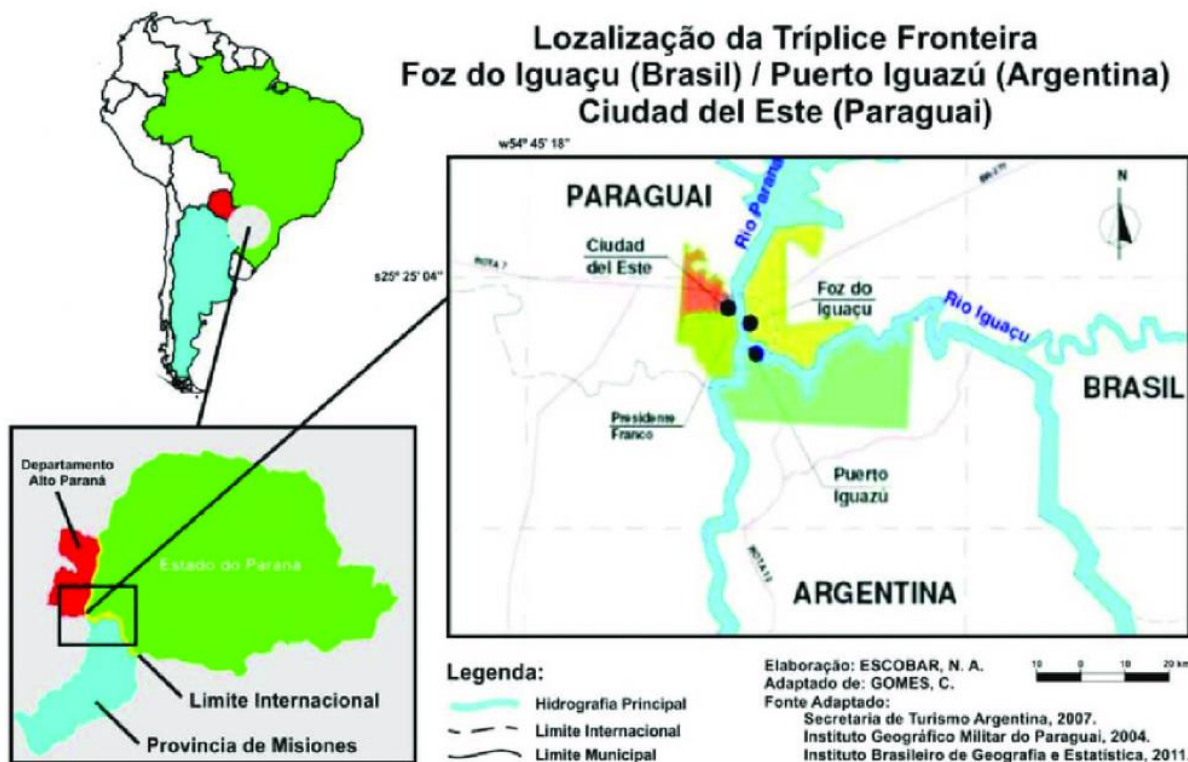 Lozalização da Tríplice Fronteira
Foz do Iguaçu (Brasil) / Puerto Iguazú (Argentina)
Ciudad del Este (Paraguai)
w54º 45' 18"
s25º 25' 04"
N
PARAGUAI
Rio Paraná
Ciudad
del Este
ROTA 7
Foz do
Iguaçu
Rio Iguaçu
BRASIL
Presidente
Franco
Puerto
Iguazú
ROTA 12
ARGENTINA
Departamento
Alto Paraná
Estado do Paraná
Limite Internacional
Provincia de Misiones
Legenda:
Hidrografia Principal
Limite Internacional
Limite Municipal
Elaboração: ESCOBAR, N. A.
Adaptado de: GOMES, C.
Fonte Adaptado:
Secretaria de Turismo Argentina, 2007.
Instituto Geográfico Militar do Paraguai, 2004.
Instituto Brasileiro de Geografia e Estatística, 2011.
10 0 10 20 km